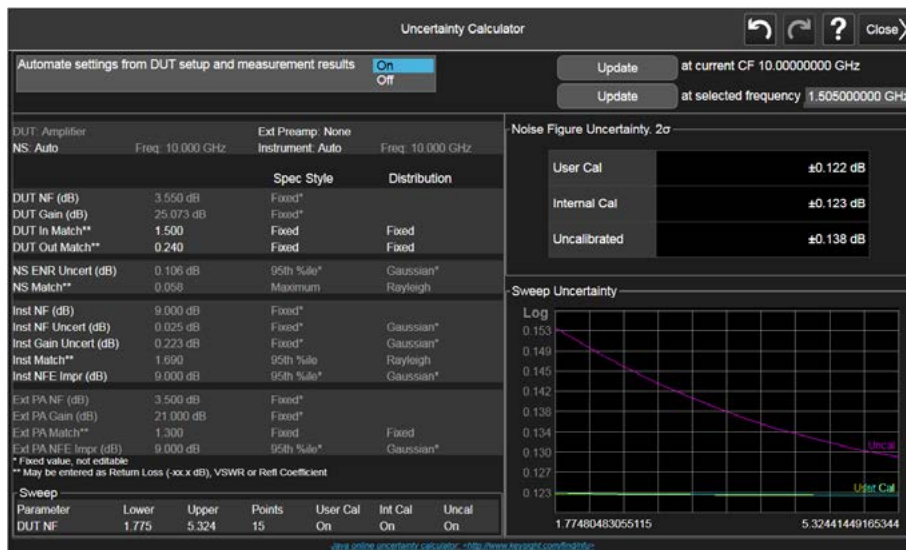 Uncertainty Calculator
? Close
Automate settings from DUT setup and measurement results On
Off
Update at current CF 10.00000000 GHz
Update at selected frequency 1.505000000 GHz
DUT: Amplifier Ext Preamp: None
NS: Auto Freq: 10.000 GHz Instrument: Auto Freq: 10.000 GHz
Spec Style Distribution
DUT NF (dB) 3.550 dB Fixed*
DUT Gain (dB) 25.073 dB Fixed*
DUT In Match** 1.500 Fixed Fixed
DUT Out Match** 0.240 Fixed Fixed
NS ENR Uncert (dB) 0.106 dB 95th %ile* Gaussian*
NS Match** 0.058 Maximum Rayleigh
Inst NF (dB) 9.000 dB Fixed*
Inst NF Uncert (dB) 0.025 dB Fixed* Gaussian*
Inst Gain Uncert (dB) 0.223 dB Fixed* Gaussian*
Inst Match** 1.690 95th %ile Rayleigh
Inst NFE Impr (dB) 9.000 dB 95th %ile* Gaussian*
Ext PA NF (dB) 3.500 dB Fixed*
Ext PA Gain (dB) 21.000 dB Fixed*
Ext PA Match** 1.300 Fixed Fixed
Ext PA NFE Impr (dB) 9.000 dB 95th %ile* Gaussian*
* Fixed value, not editable
** May be entered as Return Loss (-xx.x dB), VSWR or Refl Coefficient
Sweep
Parameter Lower Upper Points User Cal Int Cal Uncal
DUT NF 1.775 5.324 15 On On On
Noise Figure Uncertainty. 2σ
User Cal ±0.122 dB
Internal Cal ±0.123 dB
Uncalibrated ±0.138 dB
Sweep Uncertainty
Log
0.153
0.149
0.145
0.142
0.138
0.134
0.130
0.127
0.123
Uncal
Cal
1.77480483055115 5.32441449165344
Java online uncertainty calculator: <http://www.keysight.com/find/nfu>